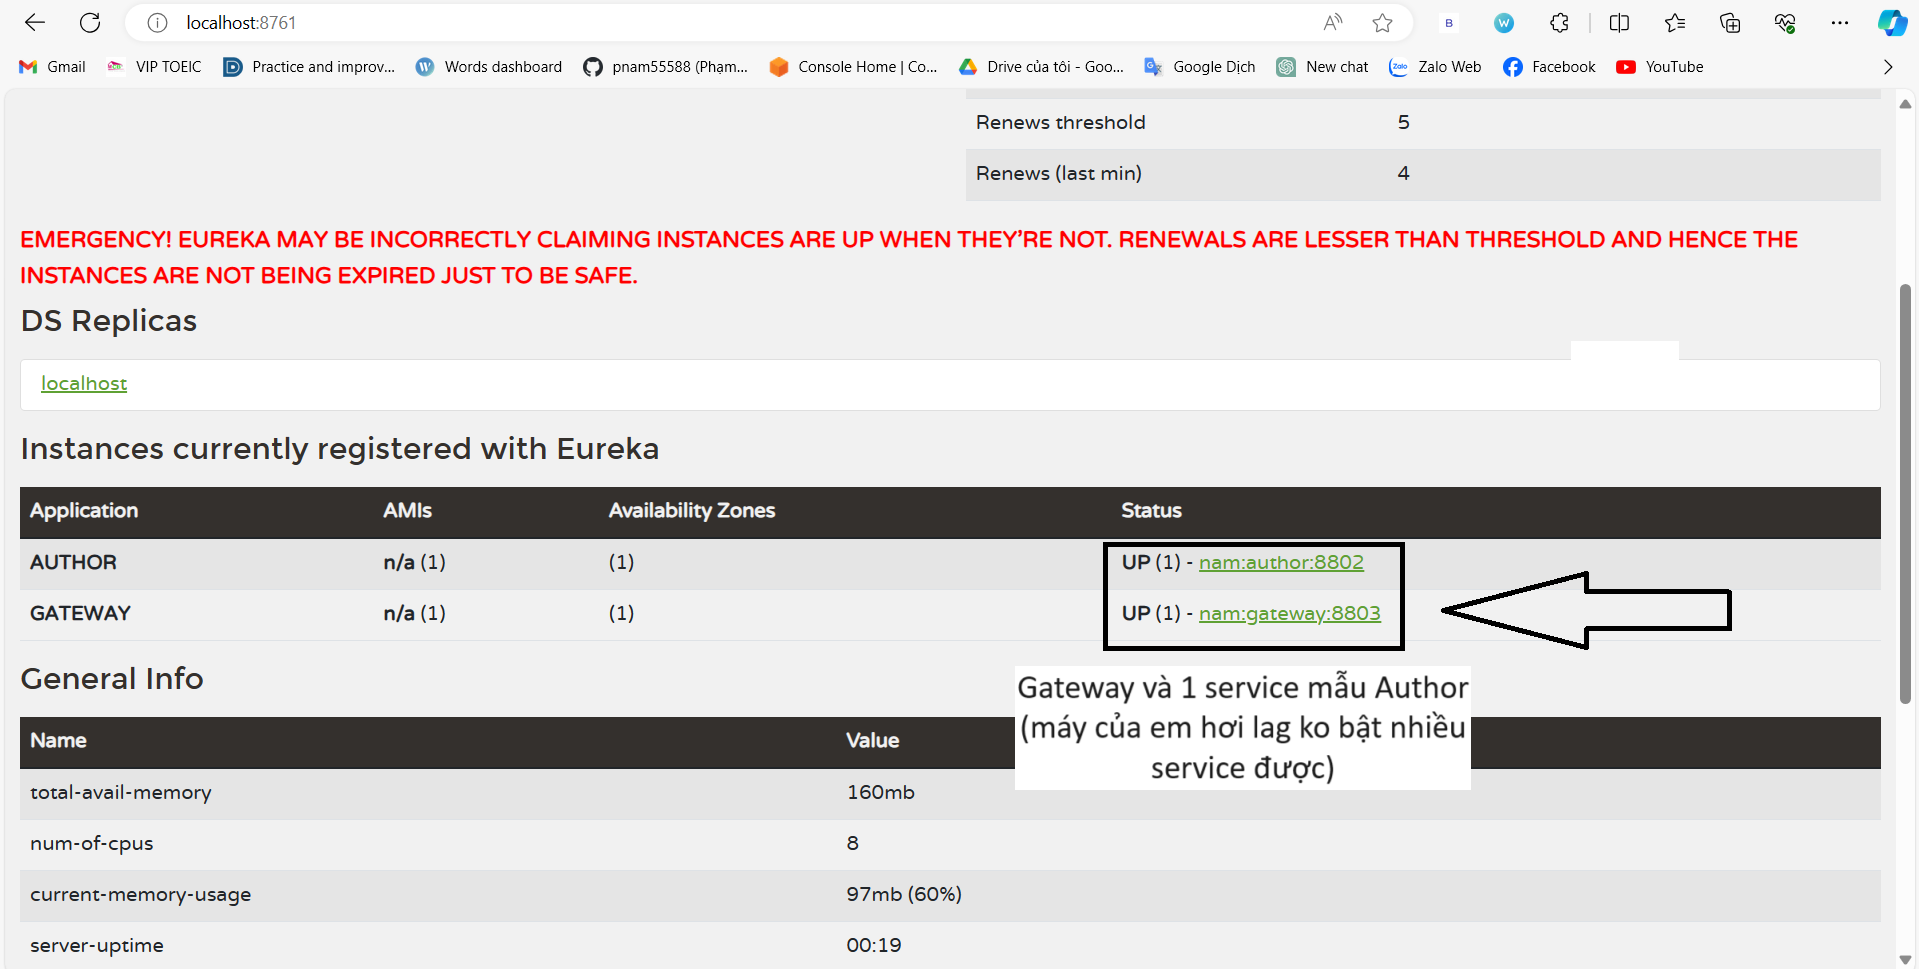 localhost:8761
Gmail
VIP TOEIC
Practice and improv...
Words dashboard
pnam55588 (Phạm...
Console Home | Co...
Drive của tôi - Goo...
Google Dịch
New chat
Zalo Web
Facebook
YouTube
Renews threshold 5
Renews (last min) 4
EMERGENCY! EUREKA MAY BE INCORRECTLY CLAIMING INSTANCES ARE UP WHEN THEY’RE NOT. RENEWALS ARE LESSER THAN THRESHOLD AND HENCE THE
INSTANCES ARE NOT BEING EXPIRED JUST TO BE SAFE.
DS Replicas
localhost
Instances currently registered with Eureka
Application AMIs Availability Zones Status
AUTHOR n/a (1) (1) UP (1) - nam:author:8802
GATEWAY n/a (1) (1) UP (1) - nam:gateway:8803
General Info
Gateway và 1 service mẫu Author
(máy của em hơi lag ko bật nhiều
service được)
Name Value
total-avail-memory 160mb
num-of-cpus 8
current-memory-usage 97mb (60%)
server-uptime 00:19